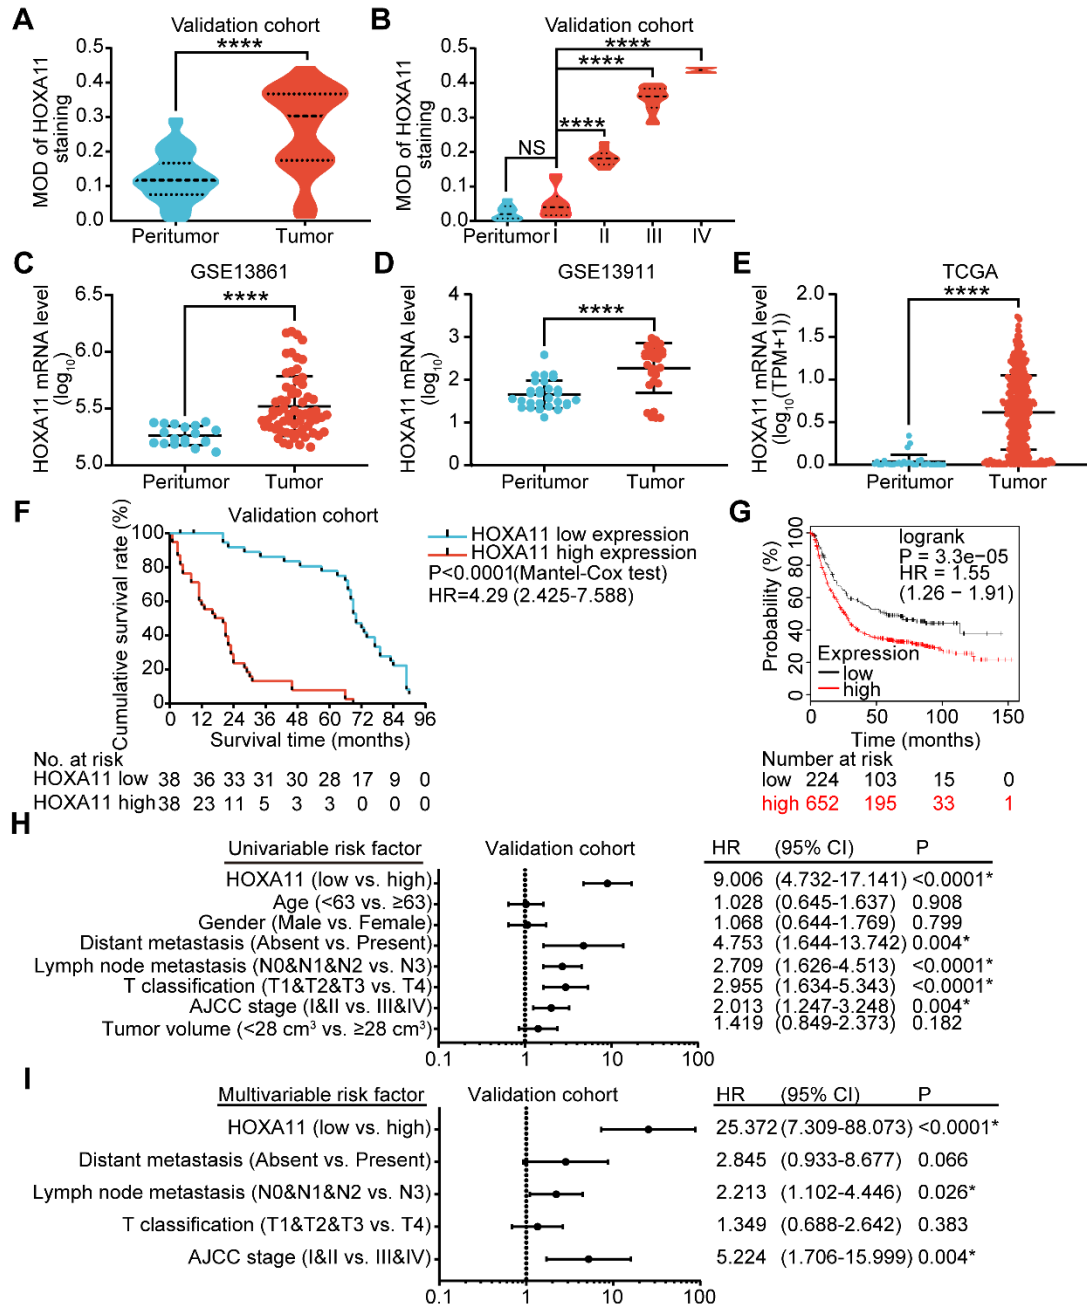 A
Validation cohort
****
MOD of HOXA11
staining
0.5
0.4
0.3
0.2
0.1
0.0
Peritumor Tumor
B
Validation cohort
****
****
****
NS
MOD of HOXA11
staining
0.5
0.4
0.3
0.2
0.1
0.0
Peritumor I II III IV
C
GSE13861
****
HOXA11 mRNA level
(log10)
6.5
6.0
5.5
5.0
Peritumor Tumor
D
GSE13911
****
HOXA11 mRNA level
(log10)
4
3
2
1
0
Peritumor Tumor
E
TCGA
****
HOXA11 mRNA level
(log10(TPM+1))
2.0
1.5
1.0
0.5
0.0
Peritumor Tumor
F
Validation cohort
Cumulative survival rate (%)
100
80
60
40
20
0
0 12 24 36 48 60 72 84 96
Survival time (months)
HOXA11 low expression
HOXA11 high expression
P<0.0001(Mantel-Cox test)
HR=4.29 (2.425-7.588)
No. at risk
HOXA11 low 38 36 33 31 30 28 17 9 0
HOXA11 high 38 23 11 5 3 3 0 0 0
G
Probability (%)
100
80
60
40
20
0
logrank
P = 3.3e−05
HR = 1.55
(1.26 − 1.91)
Expression
low
high
0 50 100 150
Time (months)
Number at risk
low 224 103 15 0
high 652 195 33 1
H
Univariable risk factor Validation cohort HR (95% CI) P
HOXA11 (low vs. high) 9.006 (4.732-17.141) <0.0001*
Age (<63 vs. ≥63) 1.028 (0.645-1.637) 0.908
Gender (Male vs. Female) 1.068 (0.644-1.769) 0.799
Distant metastasis (Absent vs. Present) 4.753 (1.644-13.742) 0.004*
Lymph node metastasis (N0&N1&N2 vs. N3) 2.709 (1.626-4.513) <0.0001*
T classification (T1&T2&T3 vs. T4) 2.955 (1.634-5.343) <0.0001*
AJCC stage (I&II vs. III&IV) 2.013 (1.247-3.248) 0.004*
Tumor volume (<28 cm³ vs. ≥28 cm³) 1.419 (0.849-2.373) 0.182
0.1 1 10 100
I
Multivariable risk factor Validation cohort HR (95% CI) P
HOXA11 (low vs. high) 25.372 (7.309-88.073) <0.0001*
Distant metastasis (Absent vs. Present) 2.845 (0.933-8.677) 0.066
Lymph node metastasis (N0&N1&N2 vs. N3) 2.213 (1.102-4.446) 0.026*
T classification (T1&T2&T3 vs. T4) 1.349 (0.688-2.642) 0.383
AJCC stage (I&II vs. III&IV) 5.224 (1.706-15.999) 0.004*
0.1 1 10 100